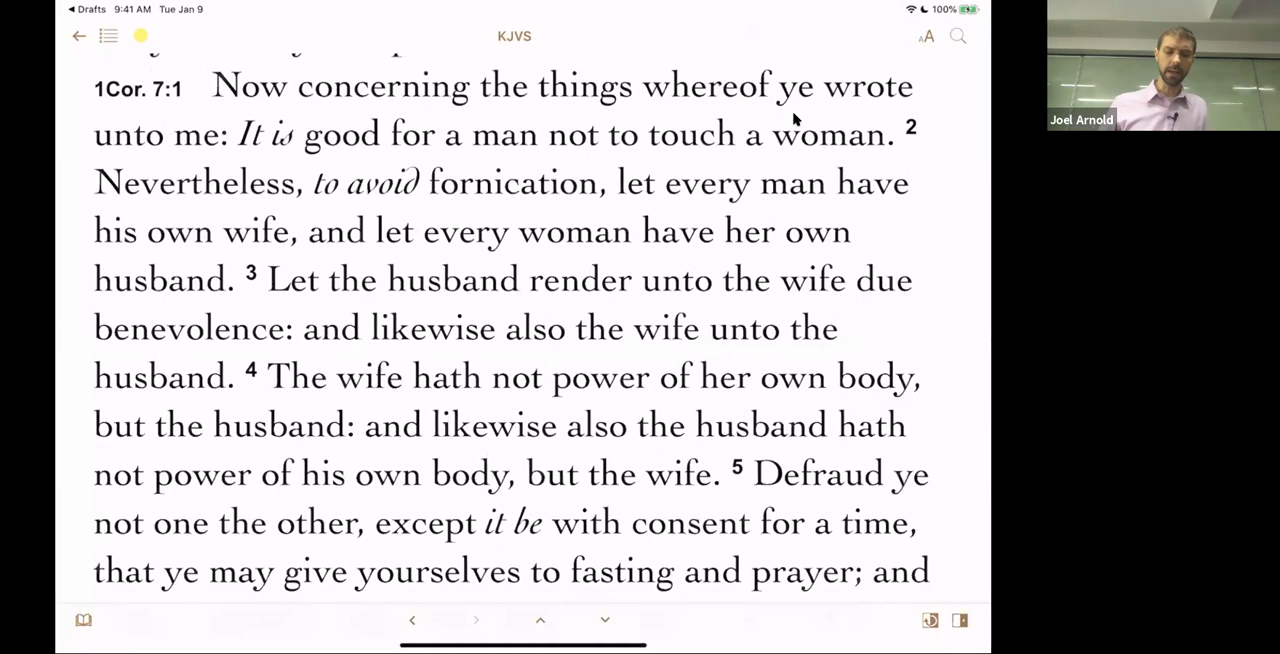 Drafts 9:41 AM Tue Jan 9 100%
KJVS AA
1Cor. 7:1 Now concerning the things whereof ye wrote
unto me: It is good for a man not to touch a woman. 2
Nevertheless, to avoid fornication, let every man have
his own wife, and let every woman have her own
husband. 3 Let the husband render unto the wife due
benevolence: and likewise also the wife unto the
husband. 4 The wife hath not power of her own body,
but the husband: and likewise also the husband hath
not power of his own body, but the wife. 5 Defraud ye
not one the other, except it be with consent for a time,
that ye may give yourselves to fasting and prayer; and
Joel Arnold